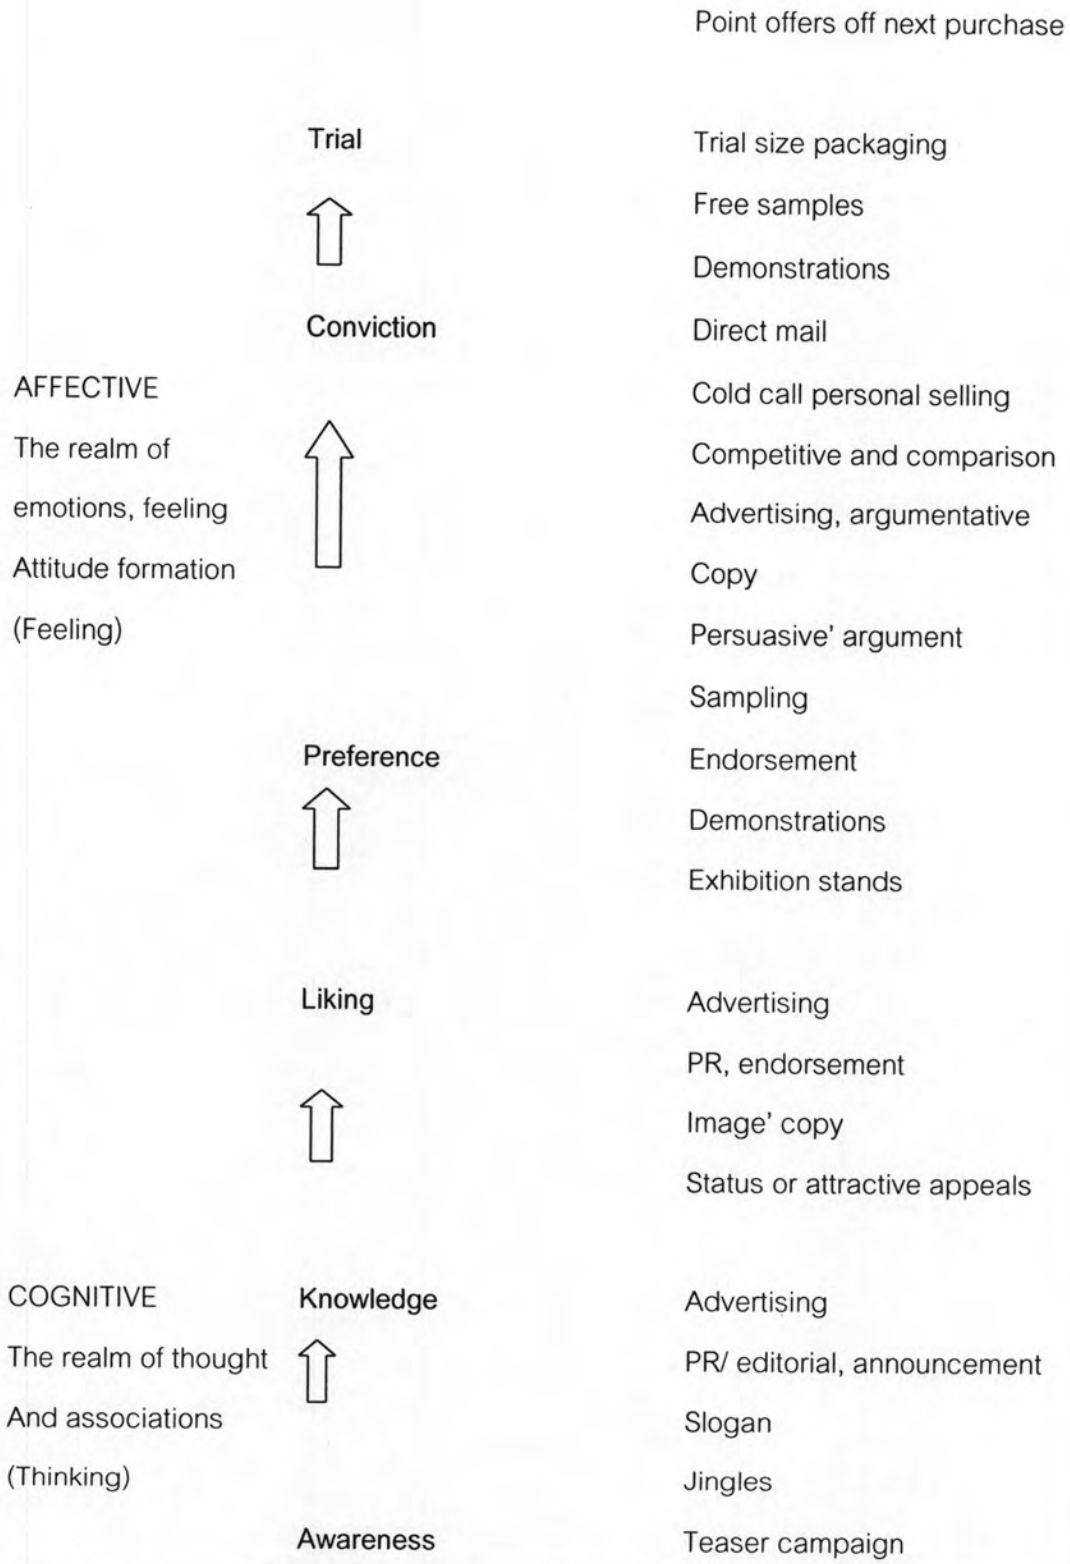 Point offers off next purchase
Trial
Trial size packaging
Free samples
Demonstrations
Conviction
Direct mail
AFFECTIVE
Cold call personal selling
The realm of
Competitive and comparison
emotions, feeling
Advertising, argumentative
Attitude formation
Copy
(Feeling)
Persuasive' argument
Sampling
Preference
Endorsement
Demonstrations
Exhibition stands
Liking
Advertising
PR, endorsement
Image' copy
Status or attractive appeals
COGNITIVE
Knowledge
Advertising
The realm of thought
PR/ editorial, announcement
And associations
Slogan
(Thinking)
Jingles
Awareness
Teaser campaign